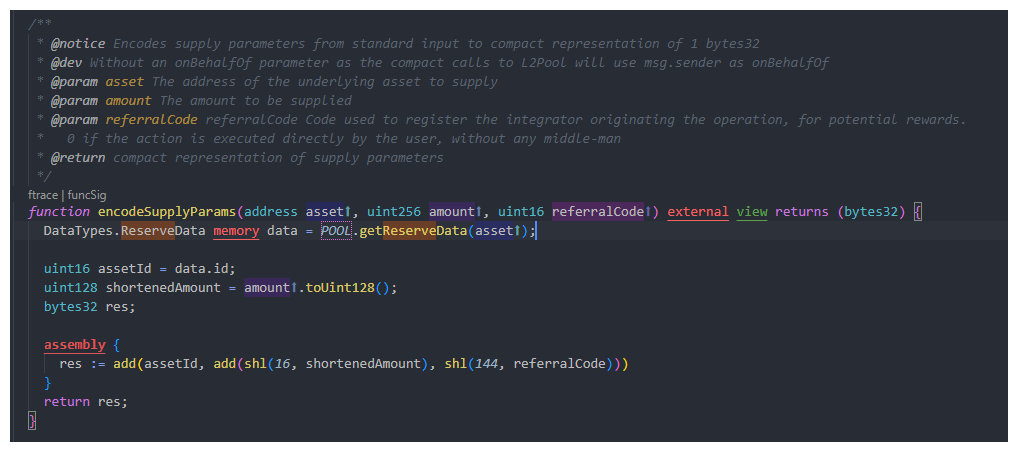 /**
 * @notice Encodes supply parameters from standard input to compact representation of 1 bytes32
 * @dev Without an onBehalfOf parameter as the compact calls to L2Pool will use msg.sender as onBehalfOf
 * @param asset The address of the underlying asset to supply
 * @param amount The amount to be supplied
 * @param referralCode referralCode Code used to register the integrator originating the operation, for potential rewards.
 *   0 if the action is executed directly by the user, without any middle-man
 * @return compact representation of supply parameters
 */
ftrace | funcSig
function encodeSupplyParams(address asset↑, uint256 amount↑, uint16 referralCode↑) external view returns (bytes32) {
  DataTypes.ReserveData memory data = POOL.getReserveData(asset↑);

  uint16 assetId = data.id;
  uint128 shortenedAmount = amount↑.toUint128();
  bytes32 res;

  assembly {
    res := add(assetId, add(shl(16, shortenedAmount), shl(144, referralCode)))
  }
  return res;
}